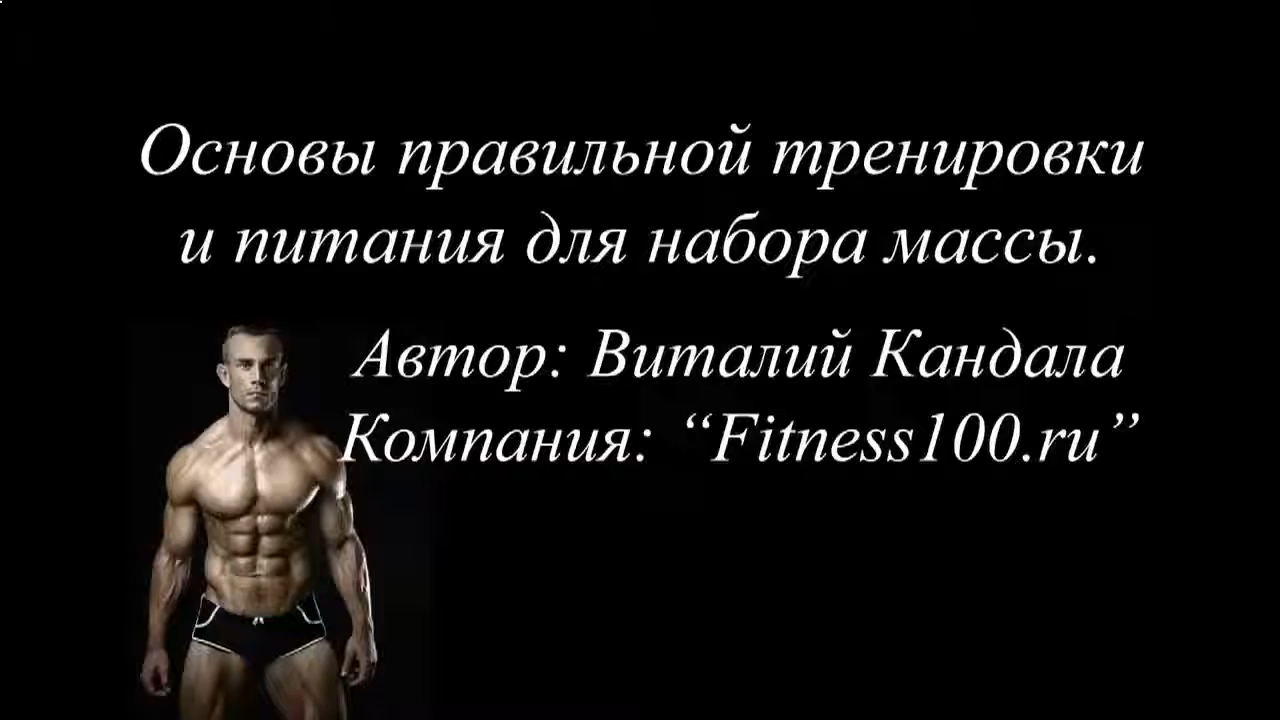 Основы правильной тренировки
и питания для набора массы.
Автор: Виталий Кандала
Компания: “Fitness100.ru”